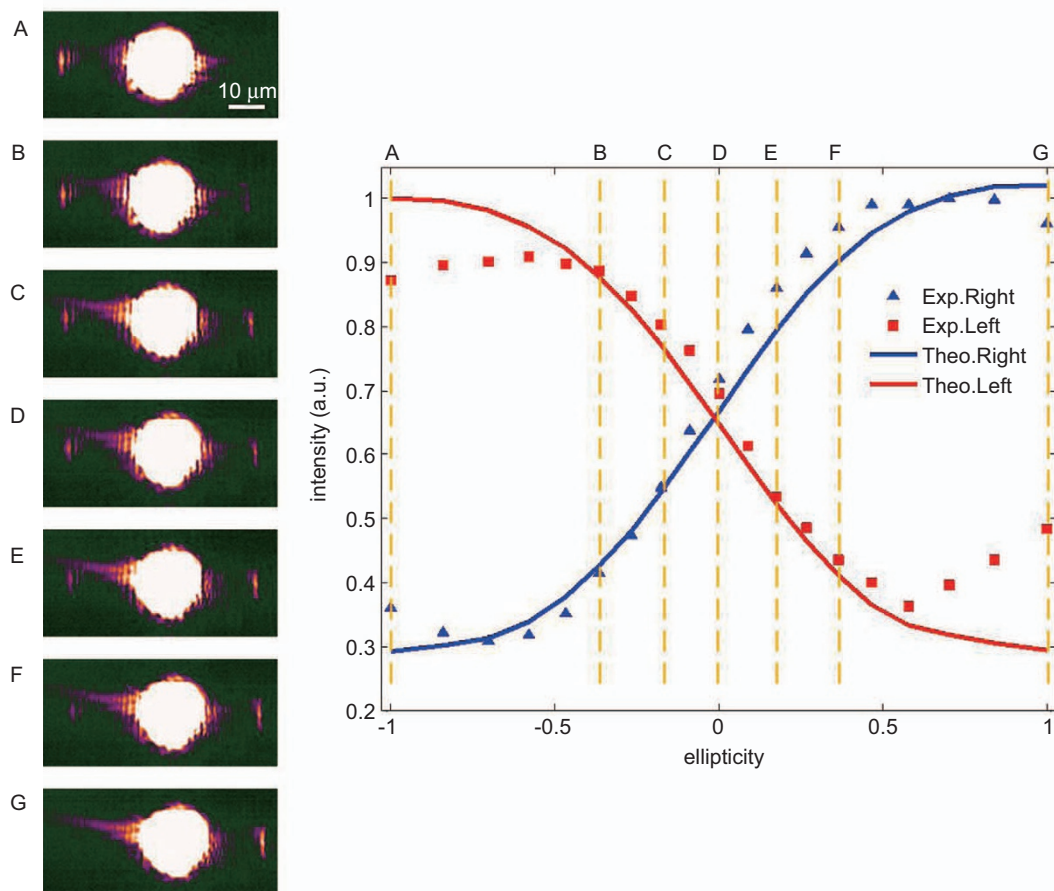 A
10 μm
B
C
D
E
F
G
A B C D E F G
1
0.9
0.8
0.7
0.6
0.5
0.4
0.3
0.2
intensity (a.u.)
Exp.Right
Exp.Left
Theo.Right
Theo.Left
-1 -0.5 0 0.5 1
ellipticity